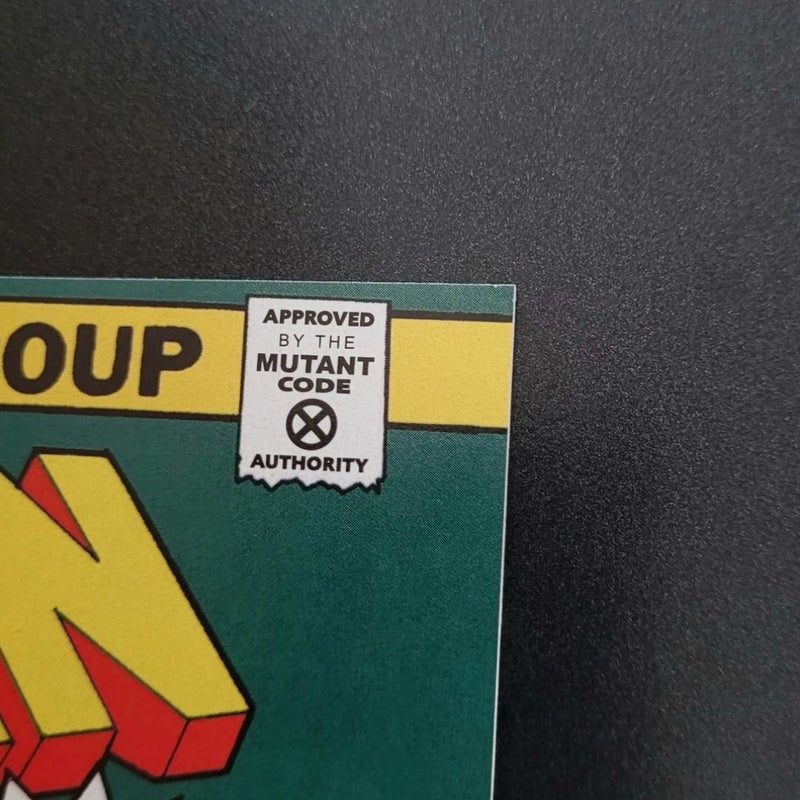 OUP
APPROVED
BY THE
MUTANT
CODE
AUTHORITY
N